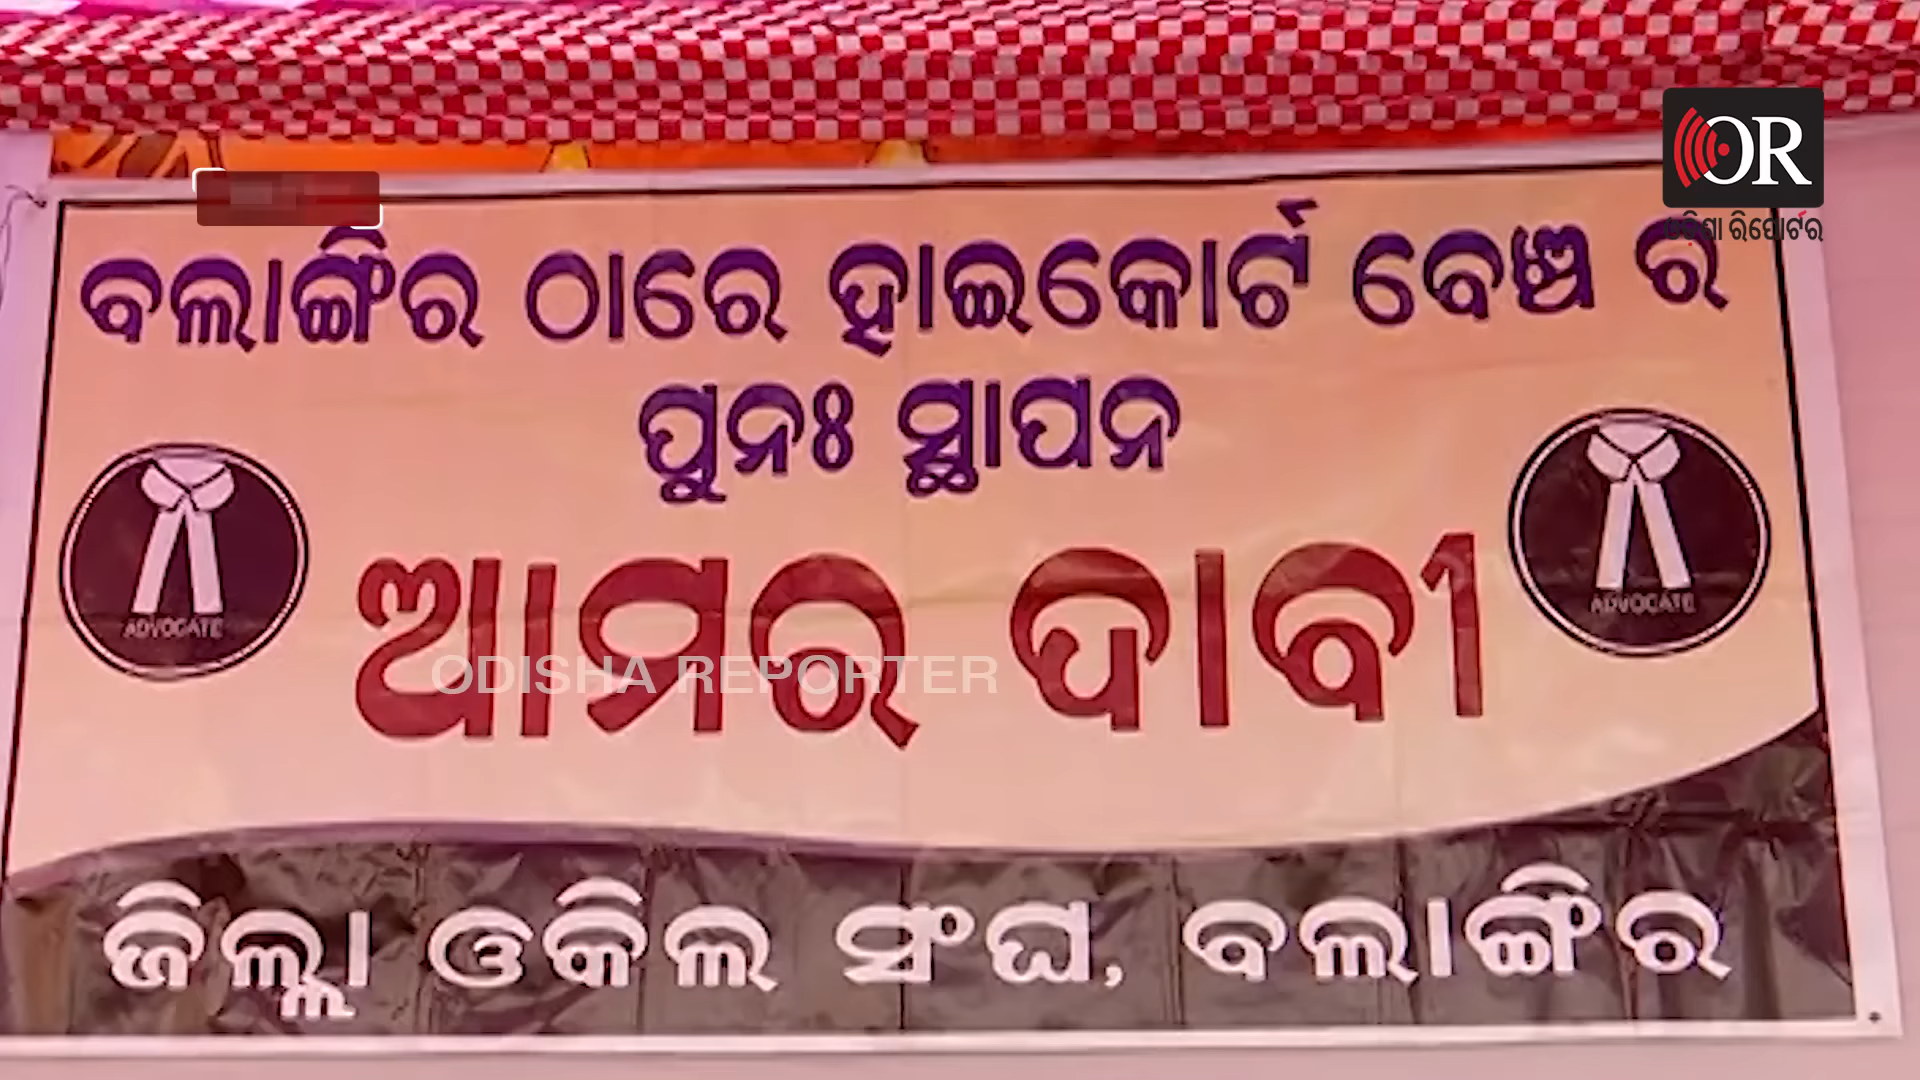 OR
ଓଡ଼ିଶା ରିପୋର୍ଟର
ବଲାଙ୍ଗିର ଠାରେ ହାଇକୋର୍ଟ ବେଞ୍ଚ ର
ପୁନଃ ସ୍ଥାପନ
ଆମର ଦାବୀ
ADVOCATE
ADVOCATE
ODISHA REPORTER
ଜିଲ୍ଲା ଓକିଲ ସଂଘ, ବଲାଙ୍ଗିର